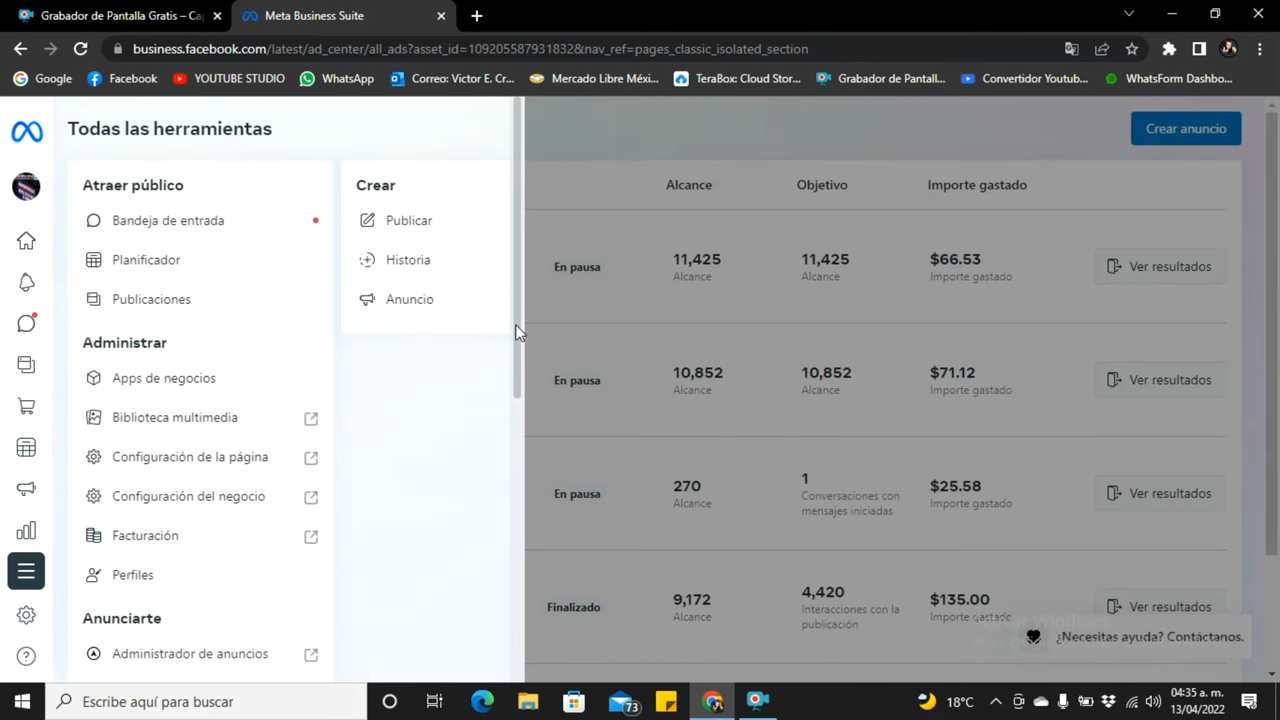 Grabador de Pantalla Gratis – Ca
Meta Business Suite
business.facebook.com/latest/ad_center/all_ads?asset_id=109205587931832&nav_ref=pages_classic_isolated_section
Google
Facebook
YOUTUBE STUDIO
WhatsApp
Correo: Victor E. Cr...
Mercado Libre Méxi...
TeraBox: Cloud Stor...
Grabador de Pantall...
Convertidor Youtub...
WhatsForm Dashbo...
Todas las herramientas
Crear anuncio
Atraer público
Crear
Alcance
Objetivo
Importe gastado
Bandeja de entrada
Publicar
Planificador
Historia
En pausa
11,425
Alcance
11,425
Alcance
$66.53
Importe gastado
Ver resultados
Publicaciones
Anuncio
Administrar
Apps de negocios
En pausa
10,852
Alcance
10,852
Alcance
$71.12
Importe gastado
Ver resultados
Biblioteca multimedia
Configuración de la página
Configuración del negocio
En pausa
270
Alcance
1
Conversaciones con
mensajes iniciadas
$25.58
Importe gastado
Ver resultados
Facturación
Perfiles
Anunciarte
Finalizado
9,172
Alcance
4,420
Interacciones con la
publicación
$135.00
Importe gastado
Ver resultados
¿Necesitas ayuda? Contáctanos.
Administrador de anuncios
Escribe aquí para buscar
73
18°C
04:35 a. m.
13/04/2022